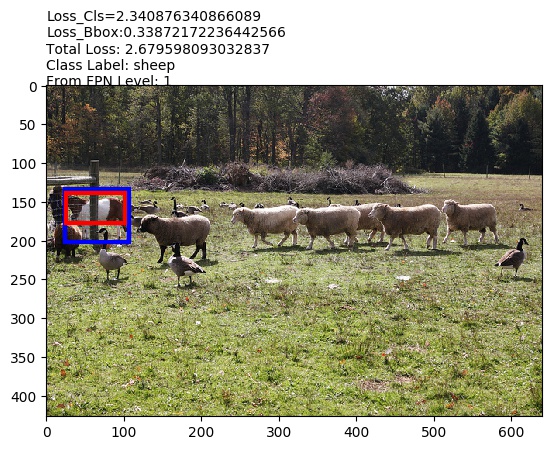 Loss_Cls=2.340876340866089
Loss_Bbox:0.33872172236442566
Total Loss: 2.679598093032837
Class Label: sheep
From FPN Level: 1
0
50
100
150
200
250
300
350
400
0 100 200 300 400 500 600